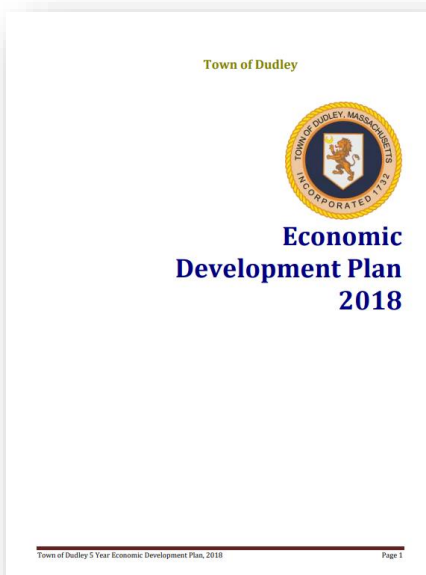 Town of Dudley
TOWN OF DUDLEY, MASSACHUSETTS
INCORPORATED 1732
Economic
Development Plan
2018
Town of Dudley 5 Year Economic Development Plan, 2018 Page 1